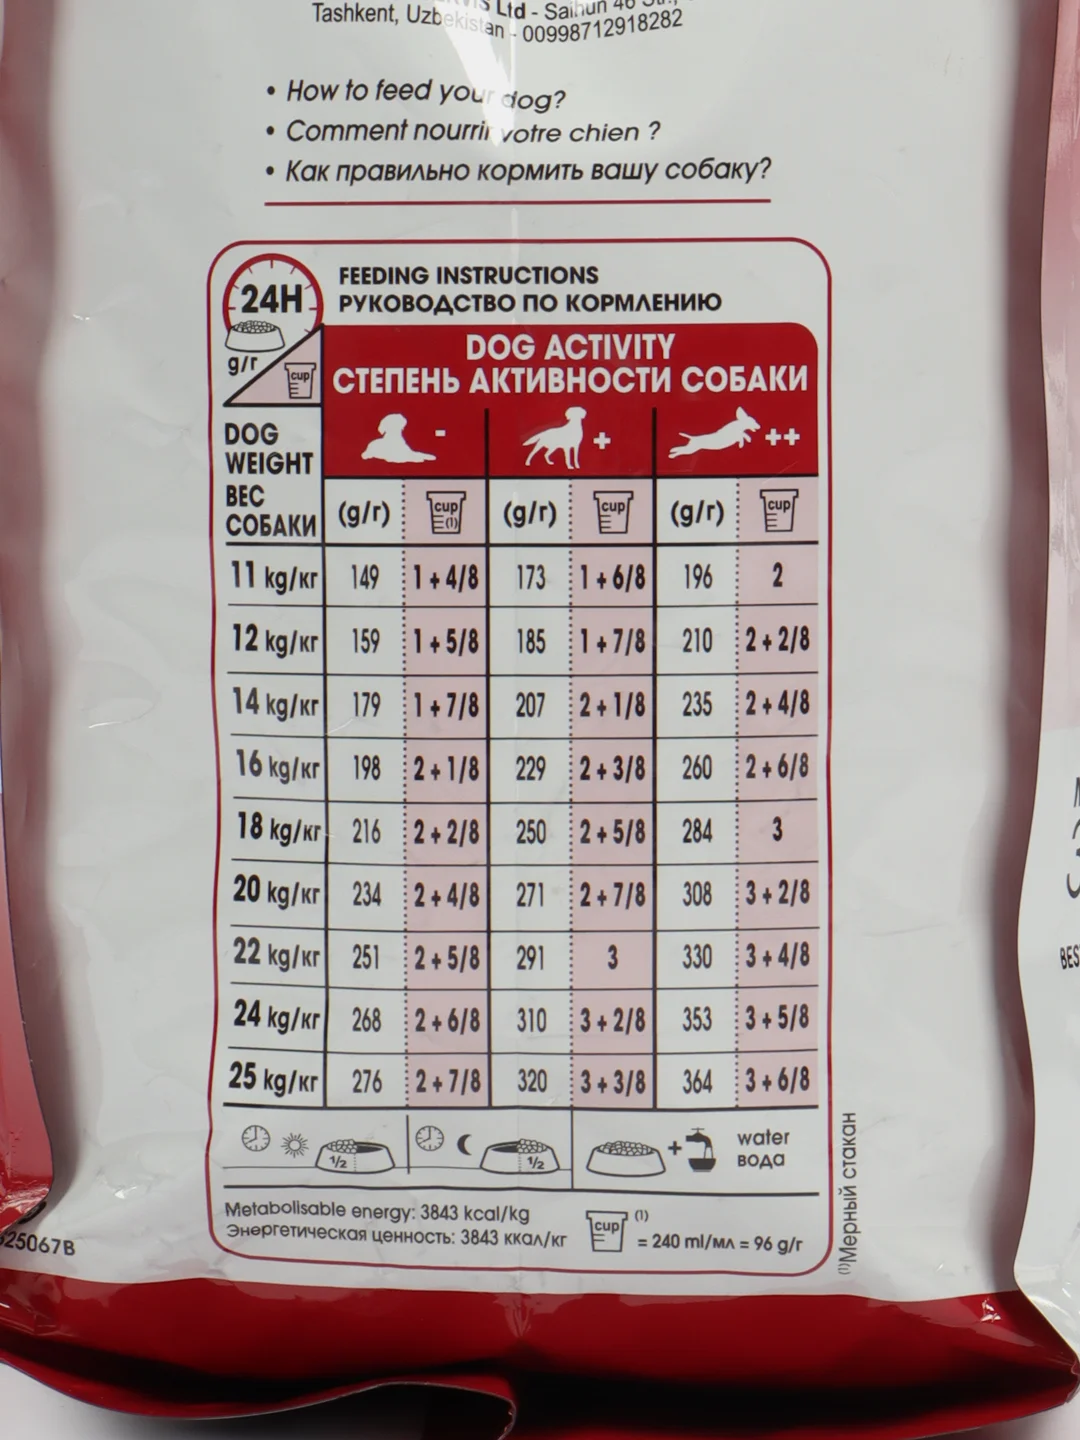 Ltd - Saihun 46
Tashkent, Uzbekistan - 00998712918282
• How to feed your dog?
• Comment nourrir votre chien ?
• Как правильно кормить вашу собаку?
24H
FEEDING INSTRUCTIONS
РУКОВОДСТВО ПО КОРМЛЕНИЮ
g/r
cup
DOG ACTIVITY
СТЕПЕНЬ АКТИВНОСТИ СОБАКИ
- + ++
DOG
WEIGHT
ВЕС
СОБАКИ
(g/r) cup (1) (g/r) cup (g/r) cup
11 kg/кг 149 1+4/8 173 1+6/8 196 2
12 kg/кг 159 1+5/8 185 1+7/8 210 2+2/8
14 kg/кг 179 1+7/8 207 2+1/8 235 2+4/8
16 kg/кг 198 2+1/8 229 2+3/8 260 2+6/8
18 kg/кг 216 2+2/8 250 2+5/8 284 3
20 kg/кг 234 2+4/8 271 2+7/8 308 3+2/8
22 kg/кг 251 2+5/8 291 3 330 3+4/8
24 kg/кг 268 2+6/8 310 3+2/8 353 3+5/8
25 kg/кг 276 2+7/8 320 3+3/8 364 3+6/8
1/2 1/2 + water
вода
Metabolisable energy: 3843 kcal/kg
Энергетическая ценность: 3843 ккал/кг
cup (1) = 240 ml/мл = 96 g/r
(1)Мерный стакан
25067B
BES